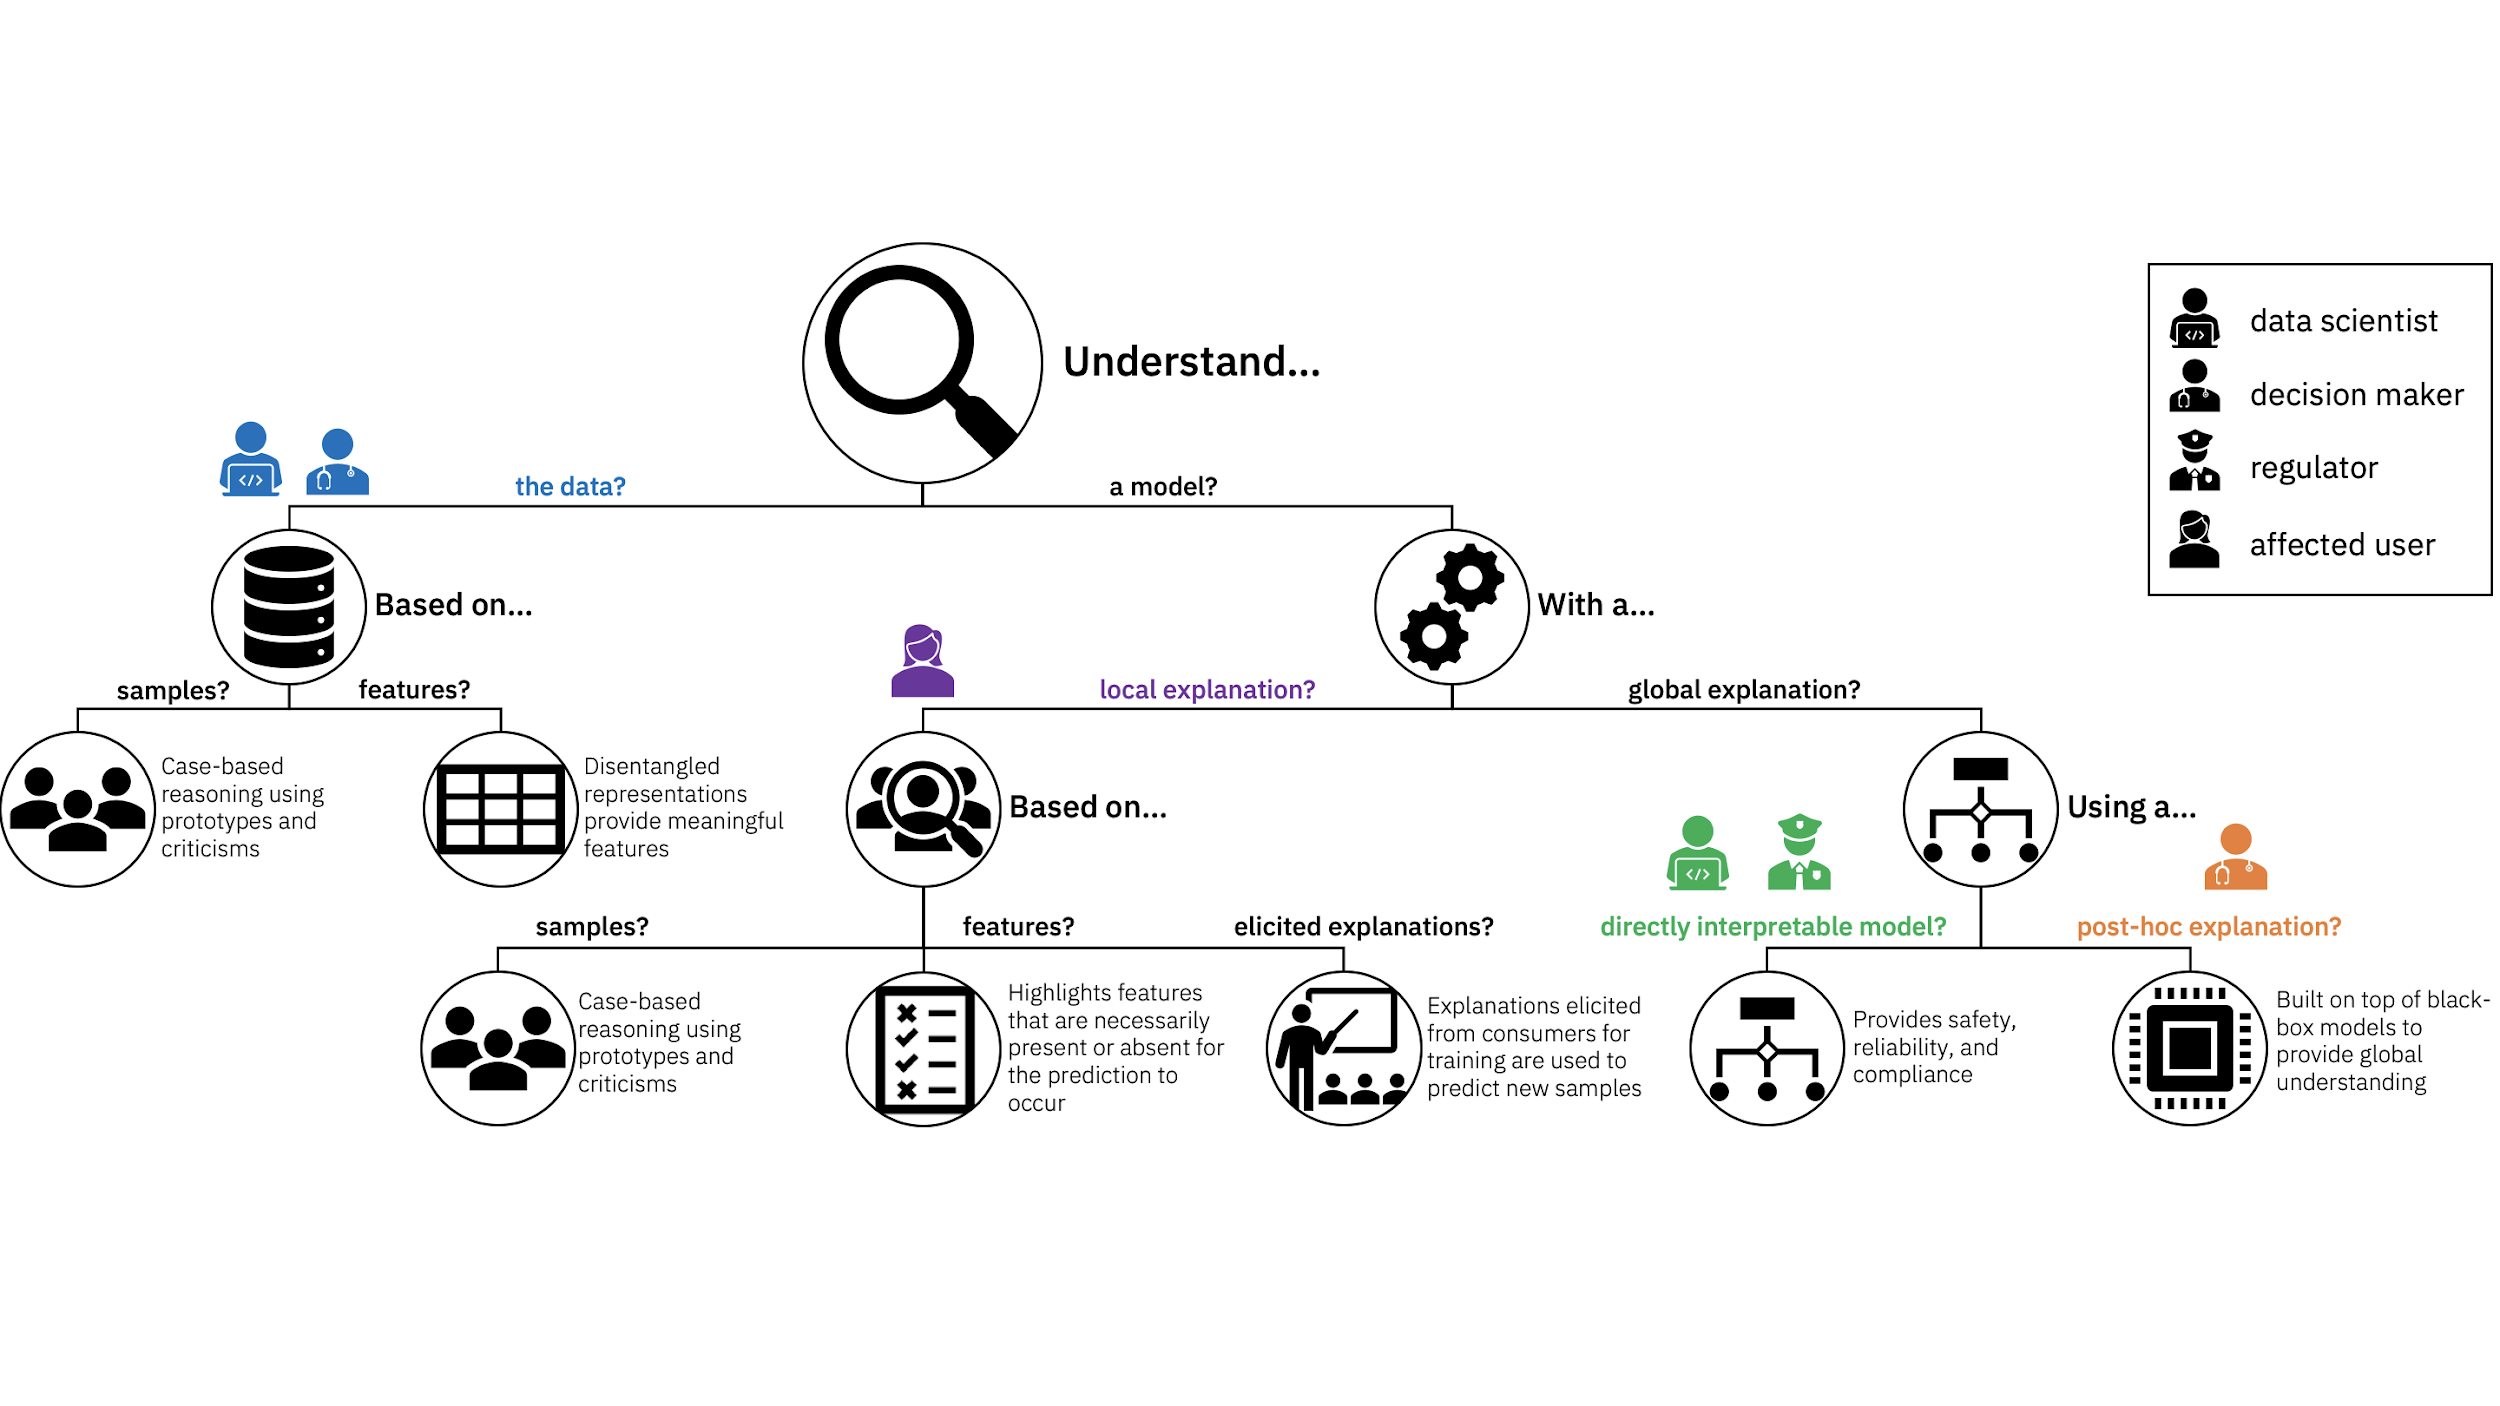 Understand...
data scientist
decision maker
regulator
affected user
the data?
a model?
</>
Based on...
With a...
samples?
features?
local explanation?
global explanation?
Case-based
reasoning using
prototypes and
criticisms
Disentangled
representations
provide meaningful
features
Based on...
Using a...
samples?
features?
elicited explanations?
directly interpretable model?
post-hoc explanation?
Case-based
reasoning using
prototypes and
criticisms
Highlights features
that are necessarily
present or absent for
the prediction to
occur
Explanations elicited
from consumers for
training are used to
predict new samples
Provides safety,
reliability, and
compliance
Built on top of black-
box models to
provide global
understanding